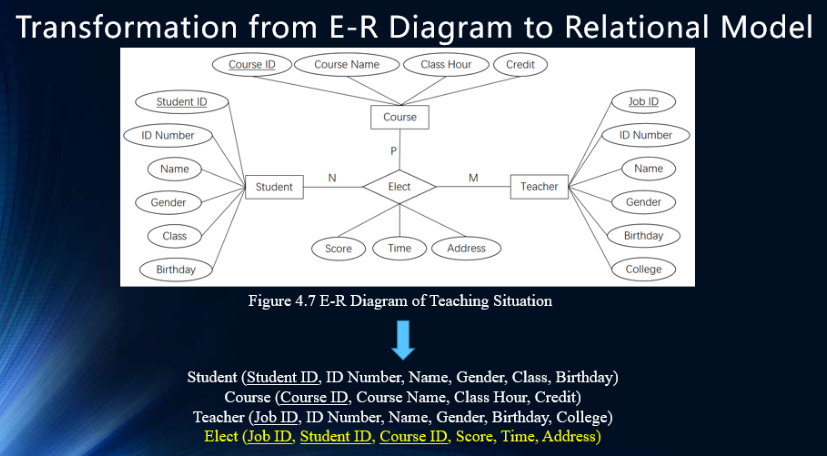 Transformation from E-R Diagram to Relational Model
Course ID
Course Name
Class Hour
Credit
Student ID
Job ID
Course
ID Number
ID Number
P
Name
Name
Student
N
Elect
M
Teacher
Gender
Gender
Class
Birthday
Score
Time
Address
Birthday
College
Figure 4.7 E-R Diagram of Teaching Situation
Student (Student ID, ID Number, Name, Gender, Class, Birthday)
Course (Course ID, Course Name, Class Hour, Credit)
Teacher (Job ID, ID Number, Name, Gender, Birthday, College)
Elect (Job ID, Student ID, Course ID, Score, Time, Address)